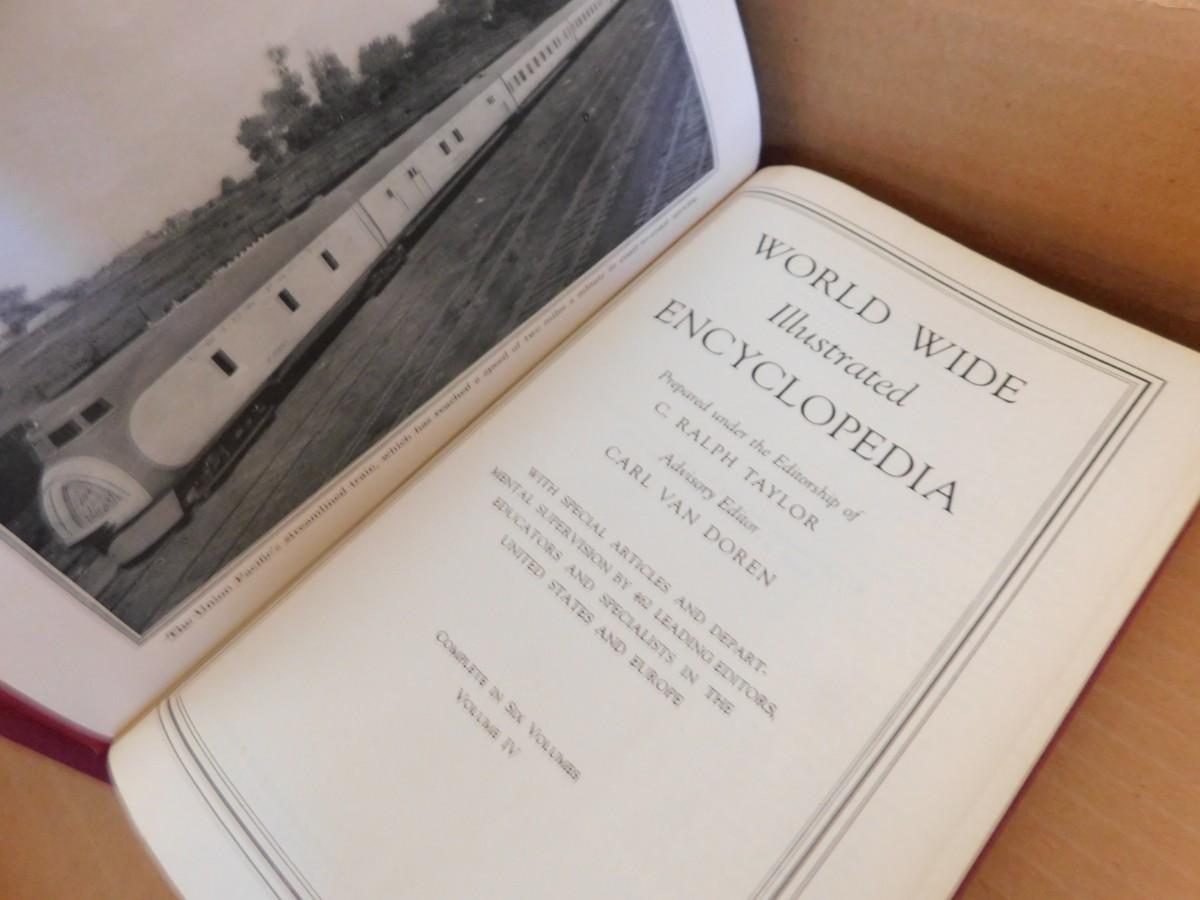 The Union Pacific's streamlined train, which has reached a speed of two miles a minute in
WORLD WIDE
Illustrated
ENCYCLOPEDIA
Prepared under the Editorship of
C. RALPH TAYLOR
Advisory Editor
CARL VAN DOREN
WITH SPECIAL ARTICLES AND DEPART-
MENTAL SUPERVISION BY 462 LEADING EDITORS,
EDUCATORS AND SPECIALISTS IN THE
UNITED STATES AND EUROPE
COMPLETE IN SIX VOLUMES
VOLUME IV